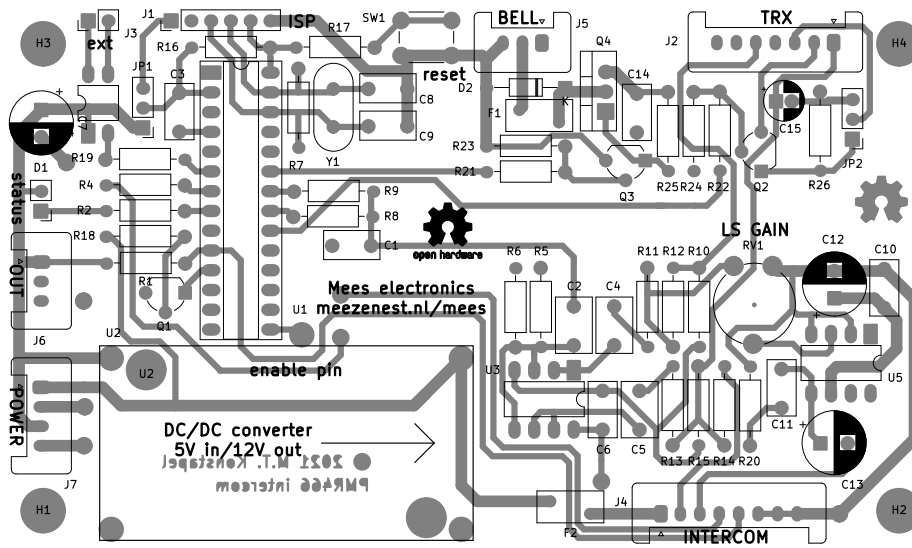 H3
ext
J3
J1
ISP
R17
SW1
BELL
J5
TRX
J2
H4
R16
JP1
C3
C7
reset
C8
C9
Y1
D2
F1
K
Q4
C14
C15
D1
R19
R4
R2
R18
R7
R23
R21
Q3
R25
R24
R22
Q2
R26
JP2
status
R9
R8
C1
open hardware
LS GAIN
RV1
C12
C10
OUT
R1
Q1
U1
Mees electronics
meezenest.nl/mees
R6
R5
C2
C4
R11
R12
R10
J6
U2
U2
enable pin
U3
U5
POWER
DC/DC converter
5V in/12V out
2021 M.T. Konstapel
PMR466 intercom
C6
C5
R13
R15
R14
R20
C11
C13
J7
H1
F2
J4
INTERCOM
H2